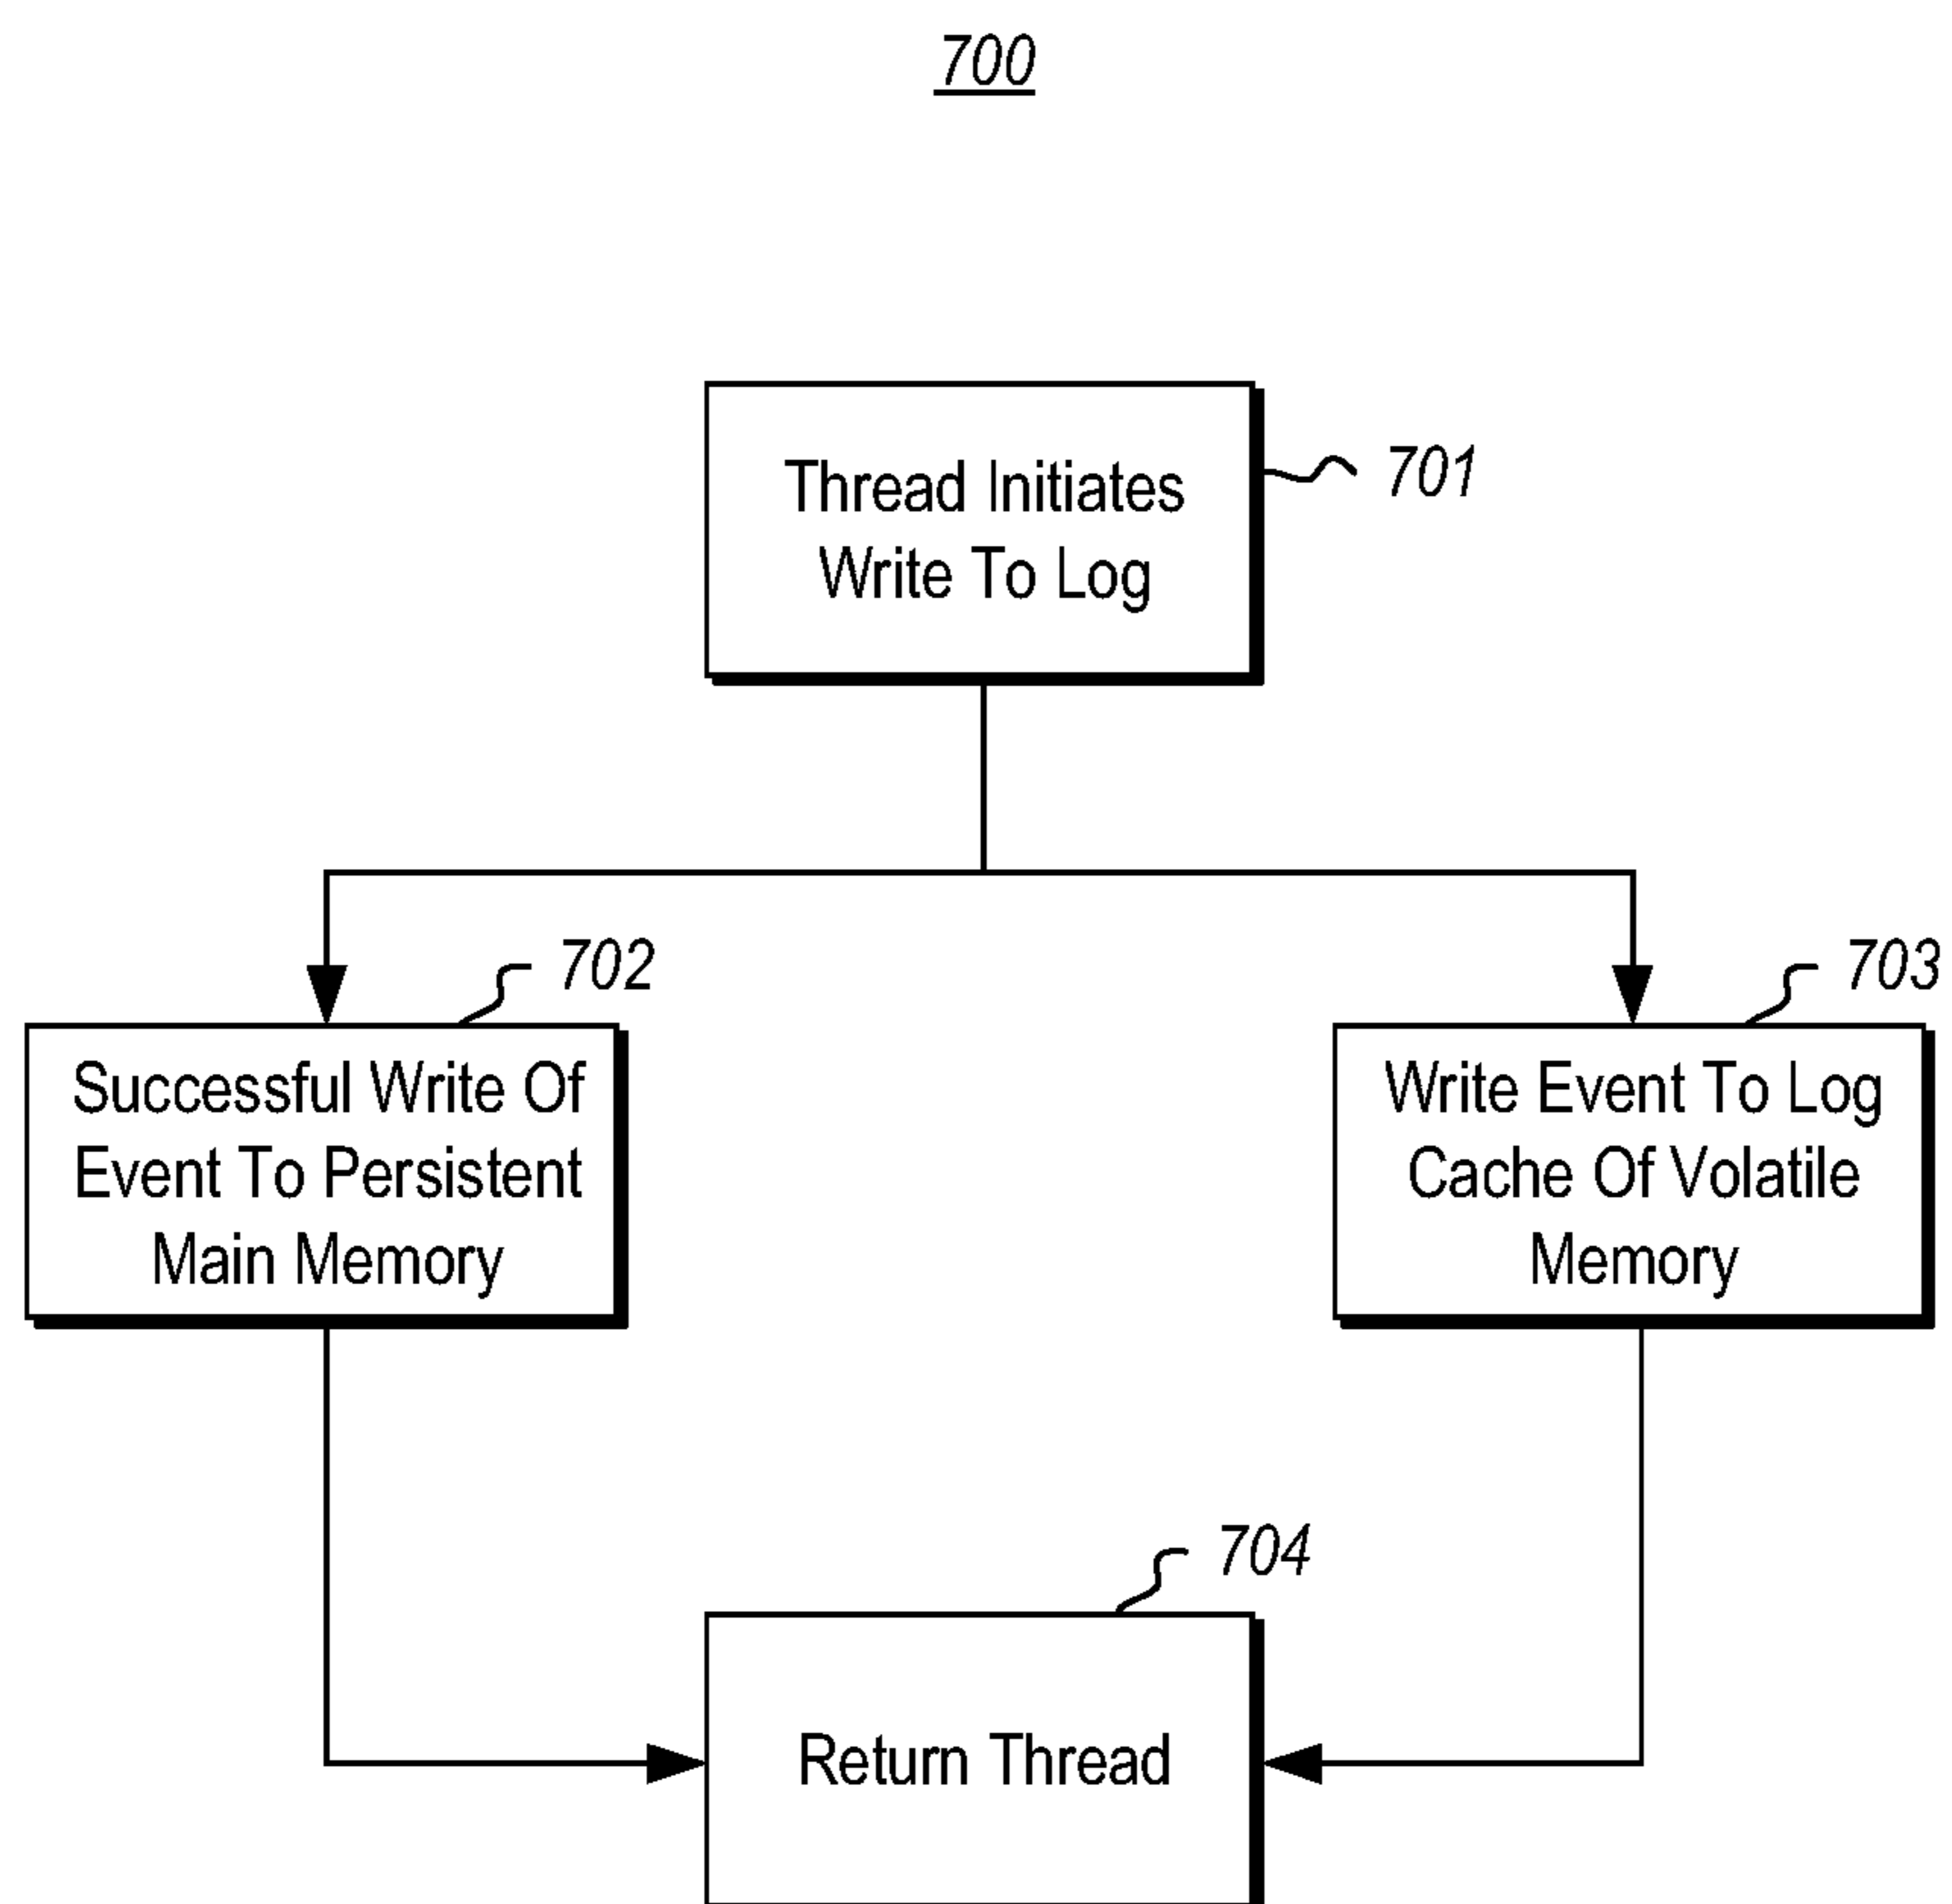 700
Thread Initiates
Write To Log
701
702
703
Successful Write Of
Event To Persistent
Main Memory
Write Event To Log
Cache Of Volatile
Memory
704
Return Thread